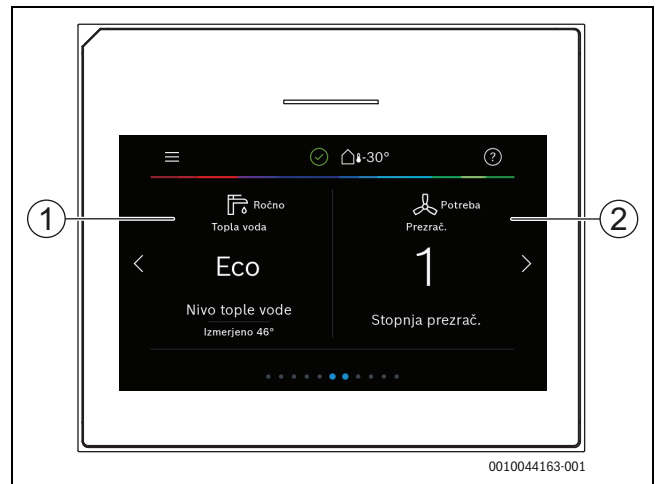 -30°
?
Ročno
Topla voda
Potreba
Prezrač.
1
2
Eco
1
Nivo tople vode
Izmerjeno 46°
Stopnja prezrač.
0010044163-001